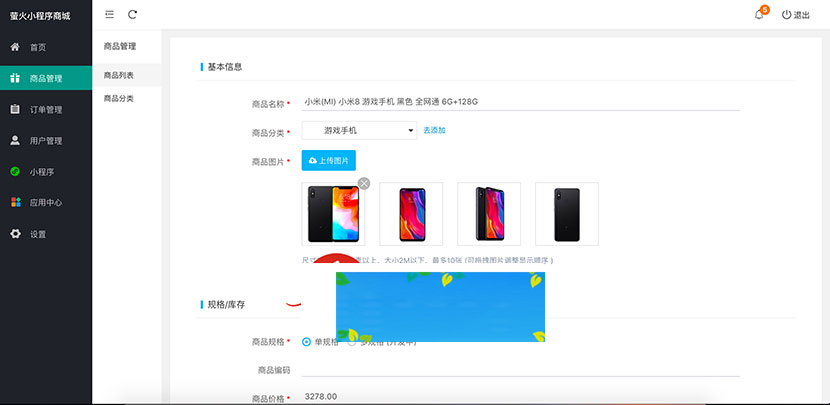 萤火小程序商城
5
退出
首页
商品管理
订单管理
用户管理
小程序
应用中心
设置
商品管理
商品列表
商品分类
基本信息
商品名称 *
小米(MI) 小米8 游戏手机 黑色 全网通 6G+128G
商品分类 *
游戏手机
去添加
商品图片 *
上传图片
以上、大小2M以下、最多10张 (可拖拽图片调整显示顺序 )
规格/库存
商品规格 *
单规格
多规格 (开发中)
商品编码
商品价格 *
3278.00